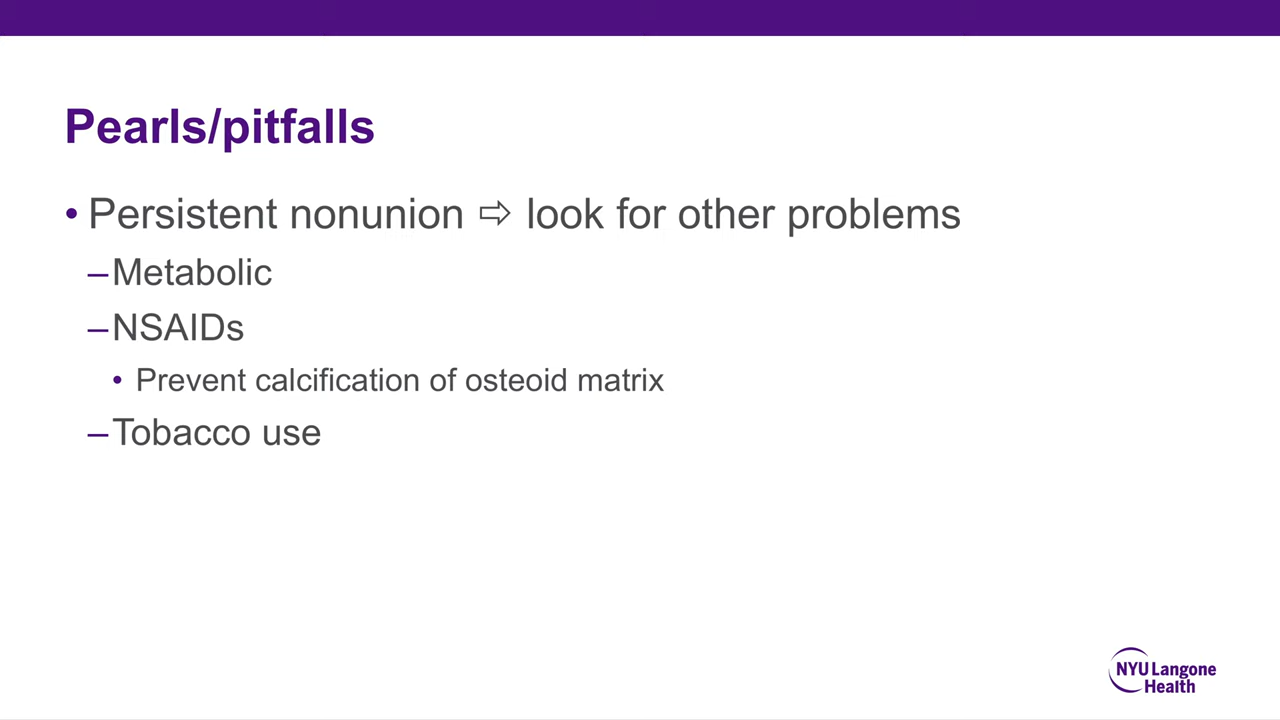 Pearls/pitfalls
• Persistent nonunion ⇨ look for other problems
–Metabolic
–NSAIDs
• Prevent calcification of osteoid matrix
–Tobacco use
NYU Langone
Health